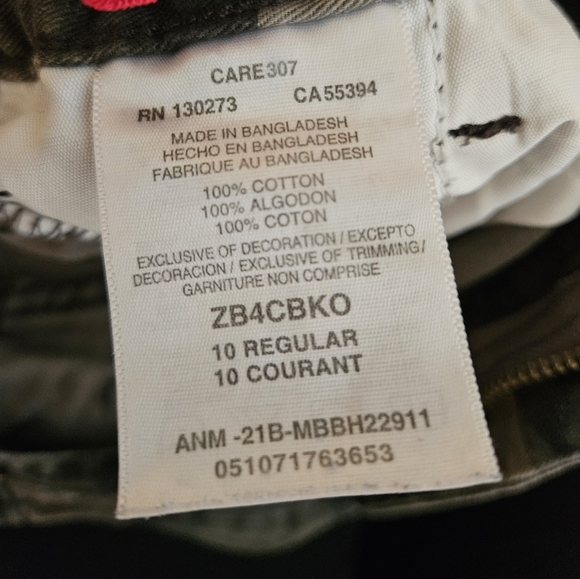 CARE307
RN 130273 CA55394
MADE IN BANGLADESH
HECHO EN BANGLADESH
FABRIQUE AU BANGLADESH
100% COTTON
100% ALGODON
100% COTON
EXCLUSIVE OF DECORATION / EXCEPTO
DECORACION / EXCLUSIVE OF TRIMMING/
GARNITURE NON COMPRISE
ZB4CBKO
10 REGULAR
10 COURANT
ANM -21B-MBBH22911
051071763653